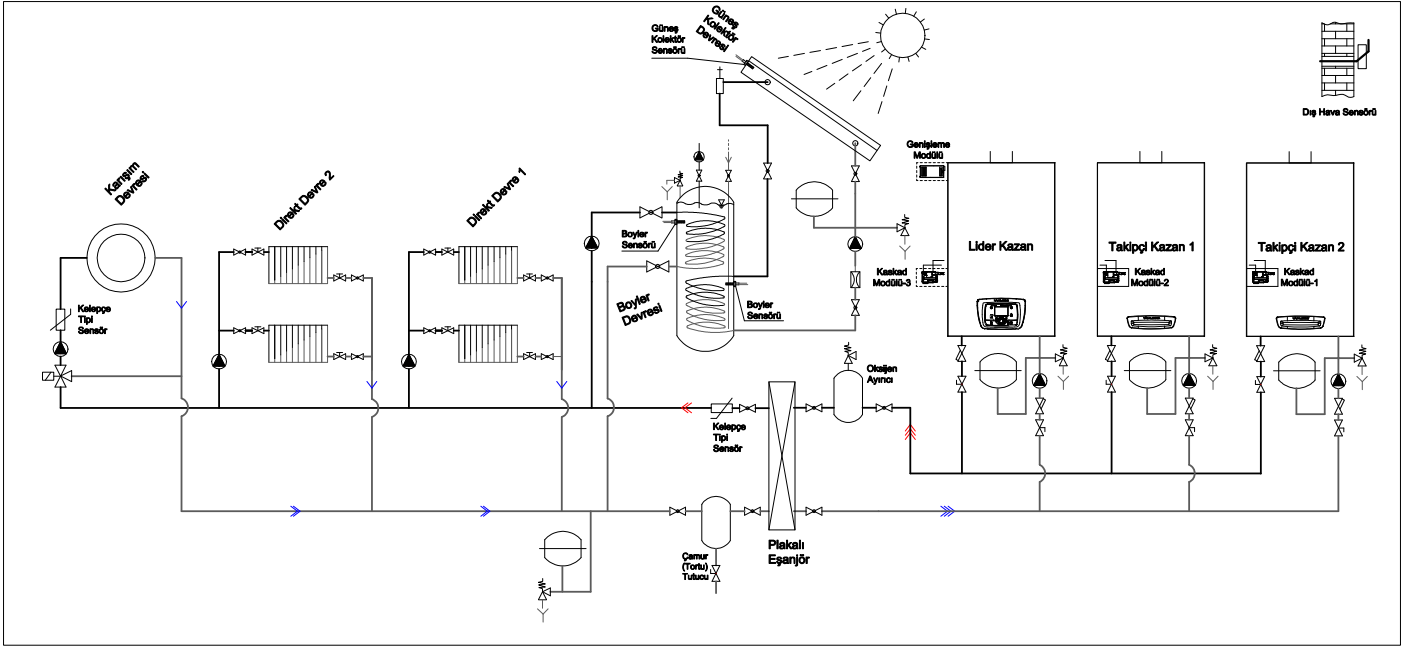 Güneş
Kolektör
Devresi
Güneş
Kolektör
Sensörü
Dış Hava Sensörü
Genişleme
Modülü
Karışım
Devresi
Direkt Devre 2
Direkt Devre 1
Boyler
Sensörü
Lider Kazan
Takipçi Kazan 1
Takipçi Kazan 2
Kaskad
Modülü-3
Kaskad
Modülü-2
Kaskad
Modülü-1
Boyler
Devresi
Boyler
Sensörü
Kelepçe
Tipi
Sensör
Oksijen
Ayırıcı
Kelepçe
Tipi
Sensör
Plakalı
Eşanjör
Çamur
(Tortu)
Tutucu